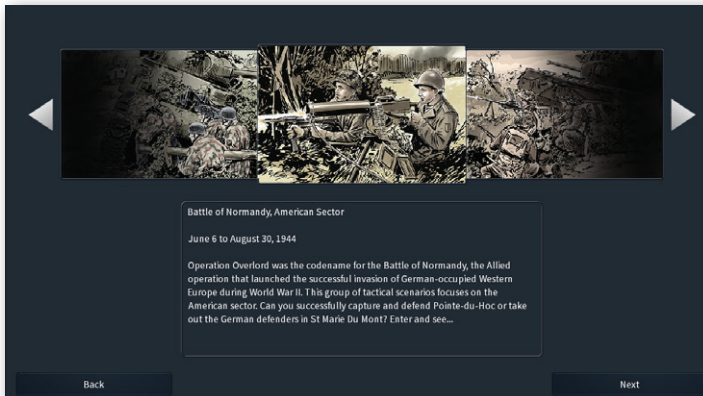 Battle of Normandy, American Sector
June 6 to August 30, 1944
Operation Overlord was the codename for the Battle of Normandy, the Allied
operation that launched the successful invasion of German-occupied Western
Europe during World War II. This group of tactical scenarios focuses on the
American sector. Can you successfully capture and defend Pointe-du-Hoc or take
out the German defenders in St Marie Du Mont? Enter and see...
Back
Next